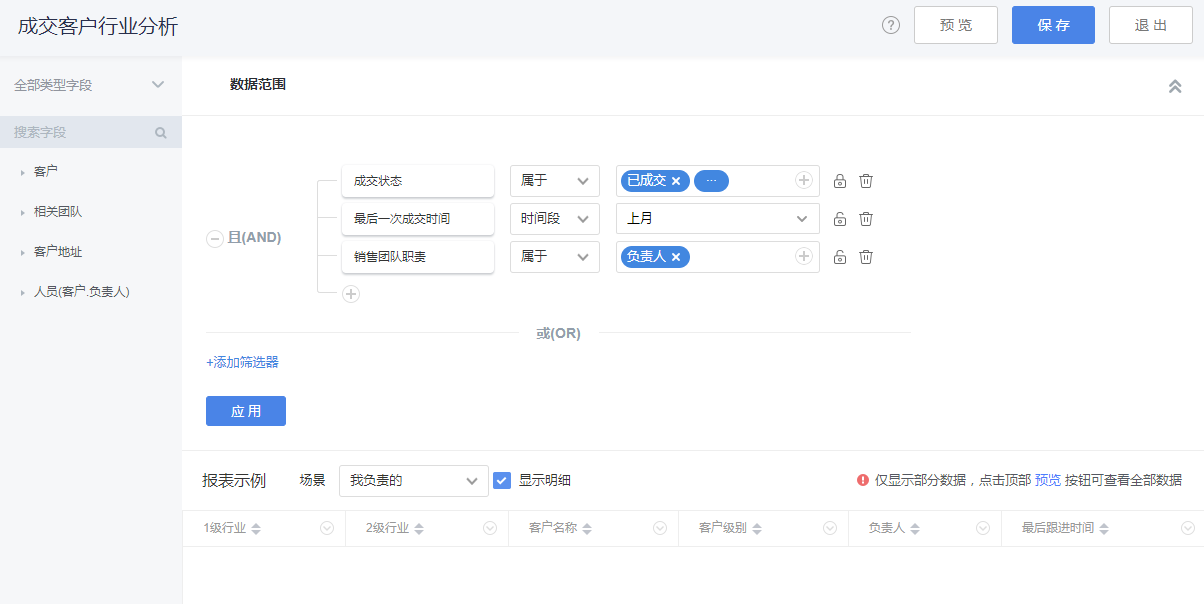 成交客户行业分析
?
预 览
保 存
退 出
全部类型字段
数据范围
搜索字段
客户
相关团队
客户地址
人员(客户.负责人)
且(AND)
成交状态 属于 已成交 ···
最后一次成交时间 时间段 上月
销售团队职责 属于 负责人
或(OR)
+添加筛选器
应 用
报表示例 场景 我负责的 显示明细 仅显示部分数据，点击顶部 预览 按钮可查看全部数据
1级行业 2级行业 客户名称 客户级别 负责人 最后跟进时间